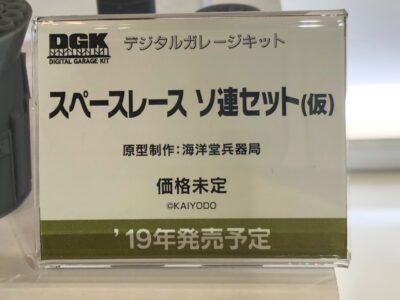 DGK デジタルガレージキット
DIGITAL GARAGE KIT
スペースレース ソ連セット(仮)
原型制作:海洋堂兵器局
価格未定
©KAIYODO
'19年発売予定